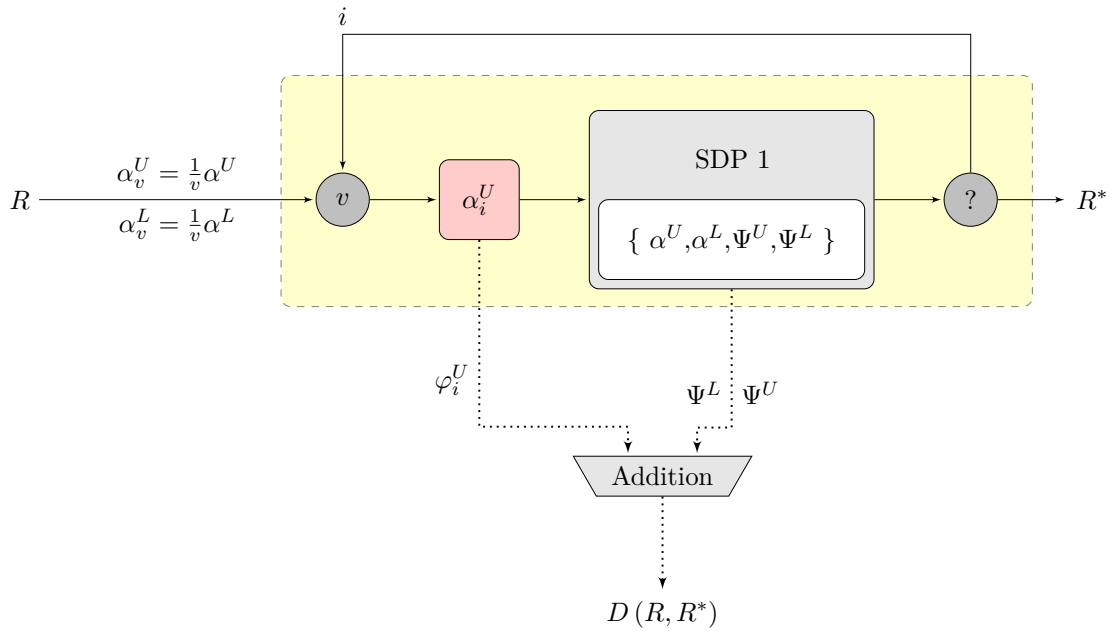 i
α_v^U = 1/v α^U
R
α_v^L = 1/v α^L
v
α_i^U
SDP 1
{ α^U,α^L,Ψ^U,Ψ^L }
?
R*
φ_i^U
Ψ^L Ψ^U
Addition
D (R, R*)